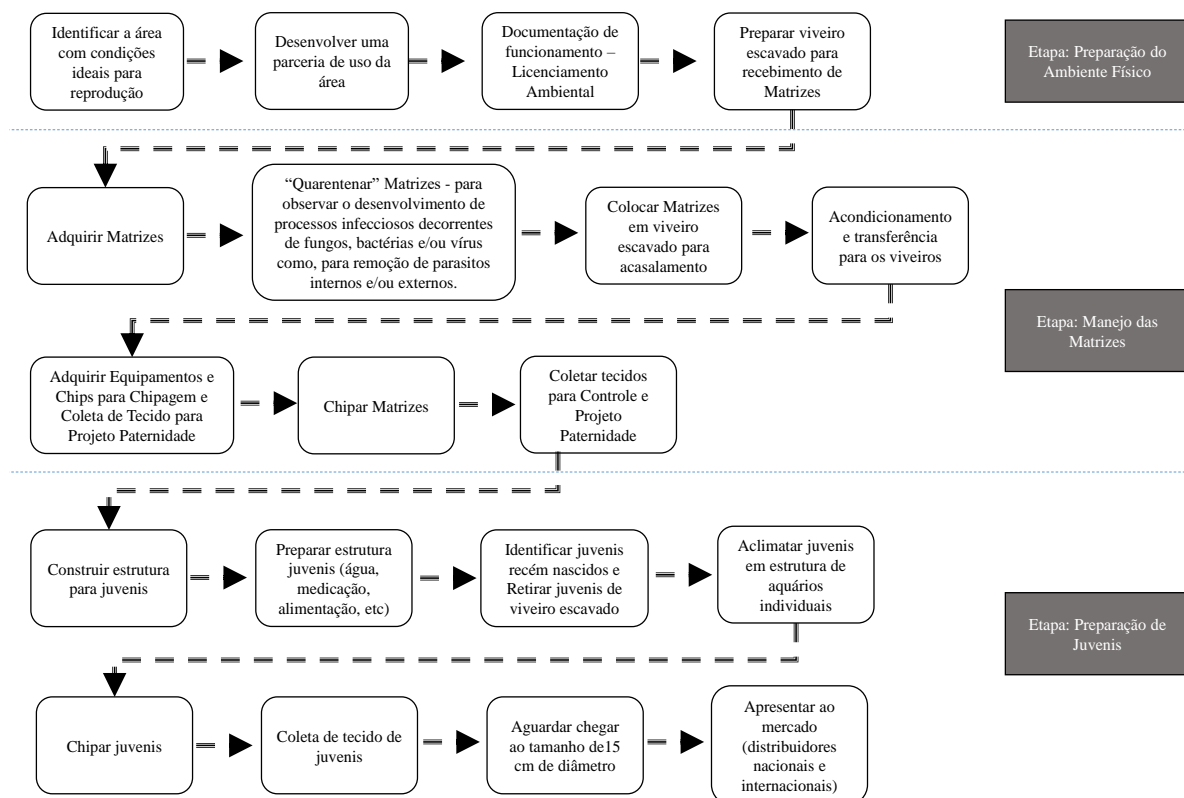 Identificar a área
com condições
ideais para
reprodução
Desenvolver uma
parceria de uso da
área
Documentação de
funcionamento –
Licenciamento
Ambiental
Preparar viveiro
escavado para
recebimento de
Matrizes
Etapa: Preparação do
Ambiente Físico
Adquirir Matrizes
“Quarentenar” Matrizes - para
observar o desenvolvimento de
processos infecciosos decorrentes
de fungos, bactérias e/ou vírus
como, para remoção de parasitos
internos e/ou externos.
Colocar Matrizes
em viveiro
escavado para
acasalamento
Acondicionamento
e transferência
para os viveiros
Etapa: Manejo das
Matrizes
Adquirir Equipamentos e
Chips para Chipagem e
Coleta de Tecido para
Projeto Paternidade
Chipar Matrizes
Coletar tecidos
para Controle e
Projeto
Paternidade
Construir estrutura
para juvenis
Preparar estrutura
juvenis (água,
medicação,
alimentação, etc)
Identificar juvenis
recém nascidos e
Retirar juvenis de
viveiro escavado
Aclimatar juvenis
em estrutura de
aquários
individuais
Etapa: Preparação de
Juvenis
Chipar juvenis
Coleta de tecido de
juvenis
Aguardar chegar
ao tamanho de15
cm de diâmetro
Apresentar ao
mercado
(distribuidores
nacionais e
internacionais)